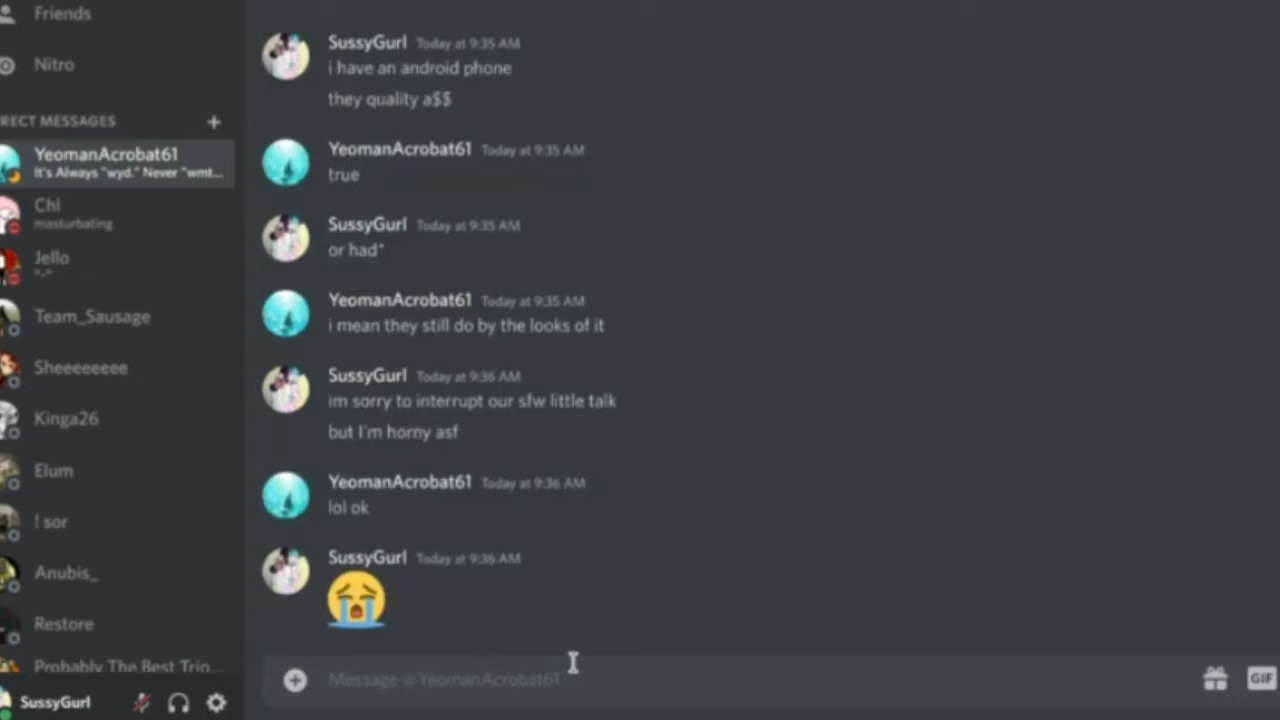 Friends
Nitro
RECT MESSAGES
YeomanAcrobat61
It's Always "wyd." Never "wmt...
Chl
masturbating
Jello
^-^
Team_Sausage
Sheeeeeeee
Kinga26
Elum
! sor
Anubis_
Restore
Probably The Best Trio...
SussyGurl
SussyGurl Today at 9:35 AM
i have an android phone
they quality a$$
YeomanAcrobat61 Today at 9:35 AM
true
SussyGurl Today at 9:35 AM
or had*
YeomanAcrobat61 Today at 9:35 AM
i mean they still do by the looks of it
SussyGurl Today at 9:36 AM
im sorry to interrupt our sfw little talk
but I'm horny asf
YeomanAcrobat61 Today at 9:36 AM
lol ok
SussyGurl Today at 9:36 AM
Message @YeomanAcrobat61
GIF